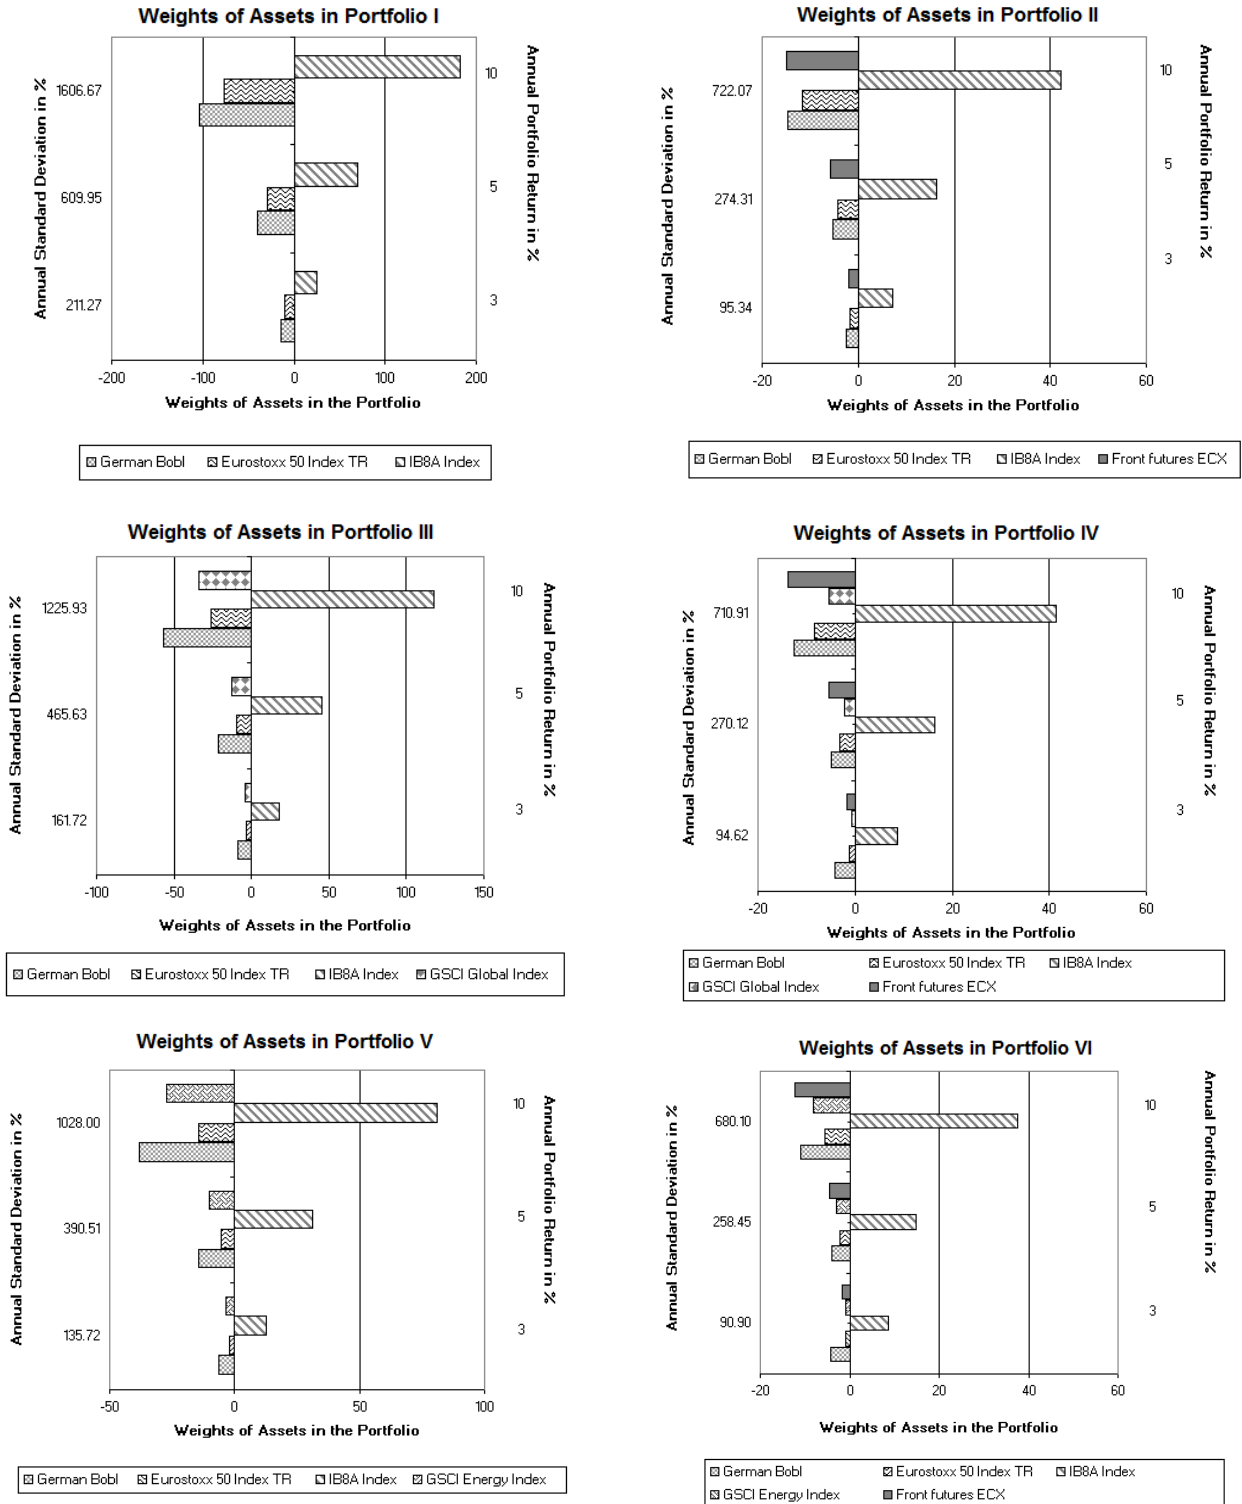 Weights of Assets in Portfolio I
Annual Standard Deviation in %
1606.67
609.95
211.27
10
5
3
Annual Portfolio Return in %
-200 -100 0 100 200
Weights of Assets in the Portfolio
German Bobl Eurostoxx 50 Index TR IB8A Index
Weights of Assets in Portfolio II
Annual Standard Deviation in %
722.07
274.31
95.34
10
5
3
Annual Portfolio Return in %
-20 0 20 40 60
Weights of Assets in the Portfolio
German Bobl Eurostoxx 50 Index TR IB8A Index Front futures ECX
Weights of Assets in Portfolio III
Annual Standard Deviation in %
1225.93
465.63
161.72
10
5
3
Annual Portfolio Return in %
-100 -50 0 50 100 150
Weights of Assets in the Portfolio
German Bobl Eurostoxx 50 Index TR IB8A Index GSCI Global Index
Weights of Assets in Portfolio IV
Annual Standard Deviation in %
710.91
270.12
94.62
10
5
3
Annual Portfolio Return in %
-20 0 20 40 60
Weights of Assets in the Portfolio
German Bobl Eurostoxx 50 Index TR IB8A Index
GSCI Global Index Front futures ECX
Weights of Assets in Portfolio V
Annual Standard Deviation in %
1028.00
390.51
135.72
10
5
3
Annual Portfolio Return in %
-50 0 50 100
Weights of Assets in the Portfolio
German Bobl Eurostoxx 50 Index TR IB8A Index GSCI Energy Index
Weights of Assets in Portfolio VI
Annual Standard Deviation in %
680.10
258.45
90.90
10
5
3
Annual Portfolio Return in %
-20 0 20 40 60
Weights of Assets in the Portfolio
German Bobl Eurostoxx 50 Index TR IB8A Index
GSCI Energy Index Front futures ECX